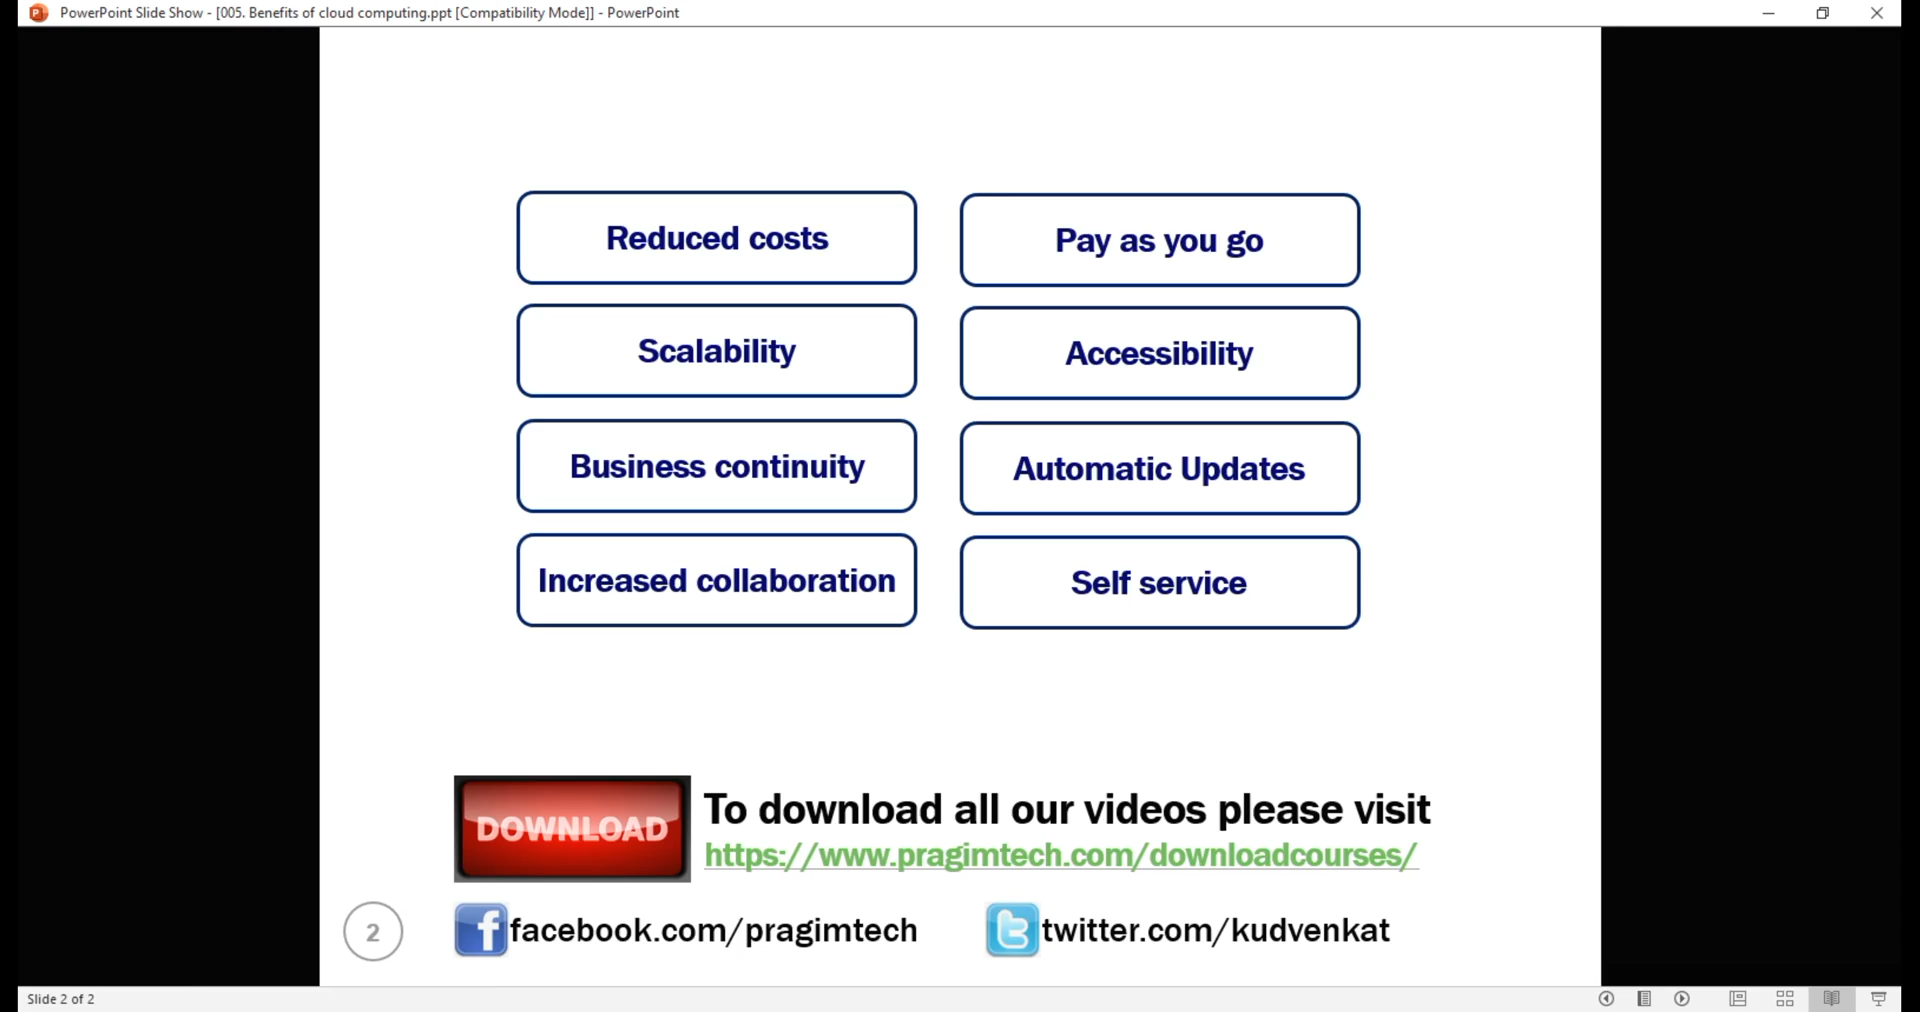 PowerPoint Slide Show - [005. Benefits of cloud computing.ppt [Compatibility Mode]] - PowerPoint
Reduced costs
Pay as you go
Scalability
Accessibility
Business continuity
Automatic Updates
Increased collaboration
Self service
DOWNLOAD
To download all our videos please visit
https://www.pragimtech.com/downloadcourses/
2
facebook.com/pragimtech
twitter.com/kudvenkat
Slide 2 of 2